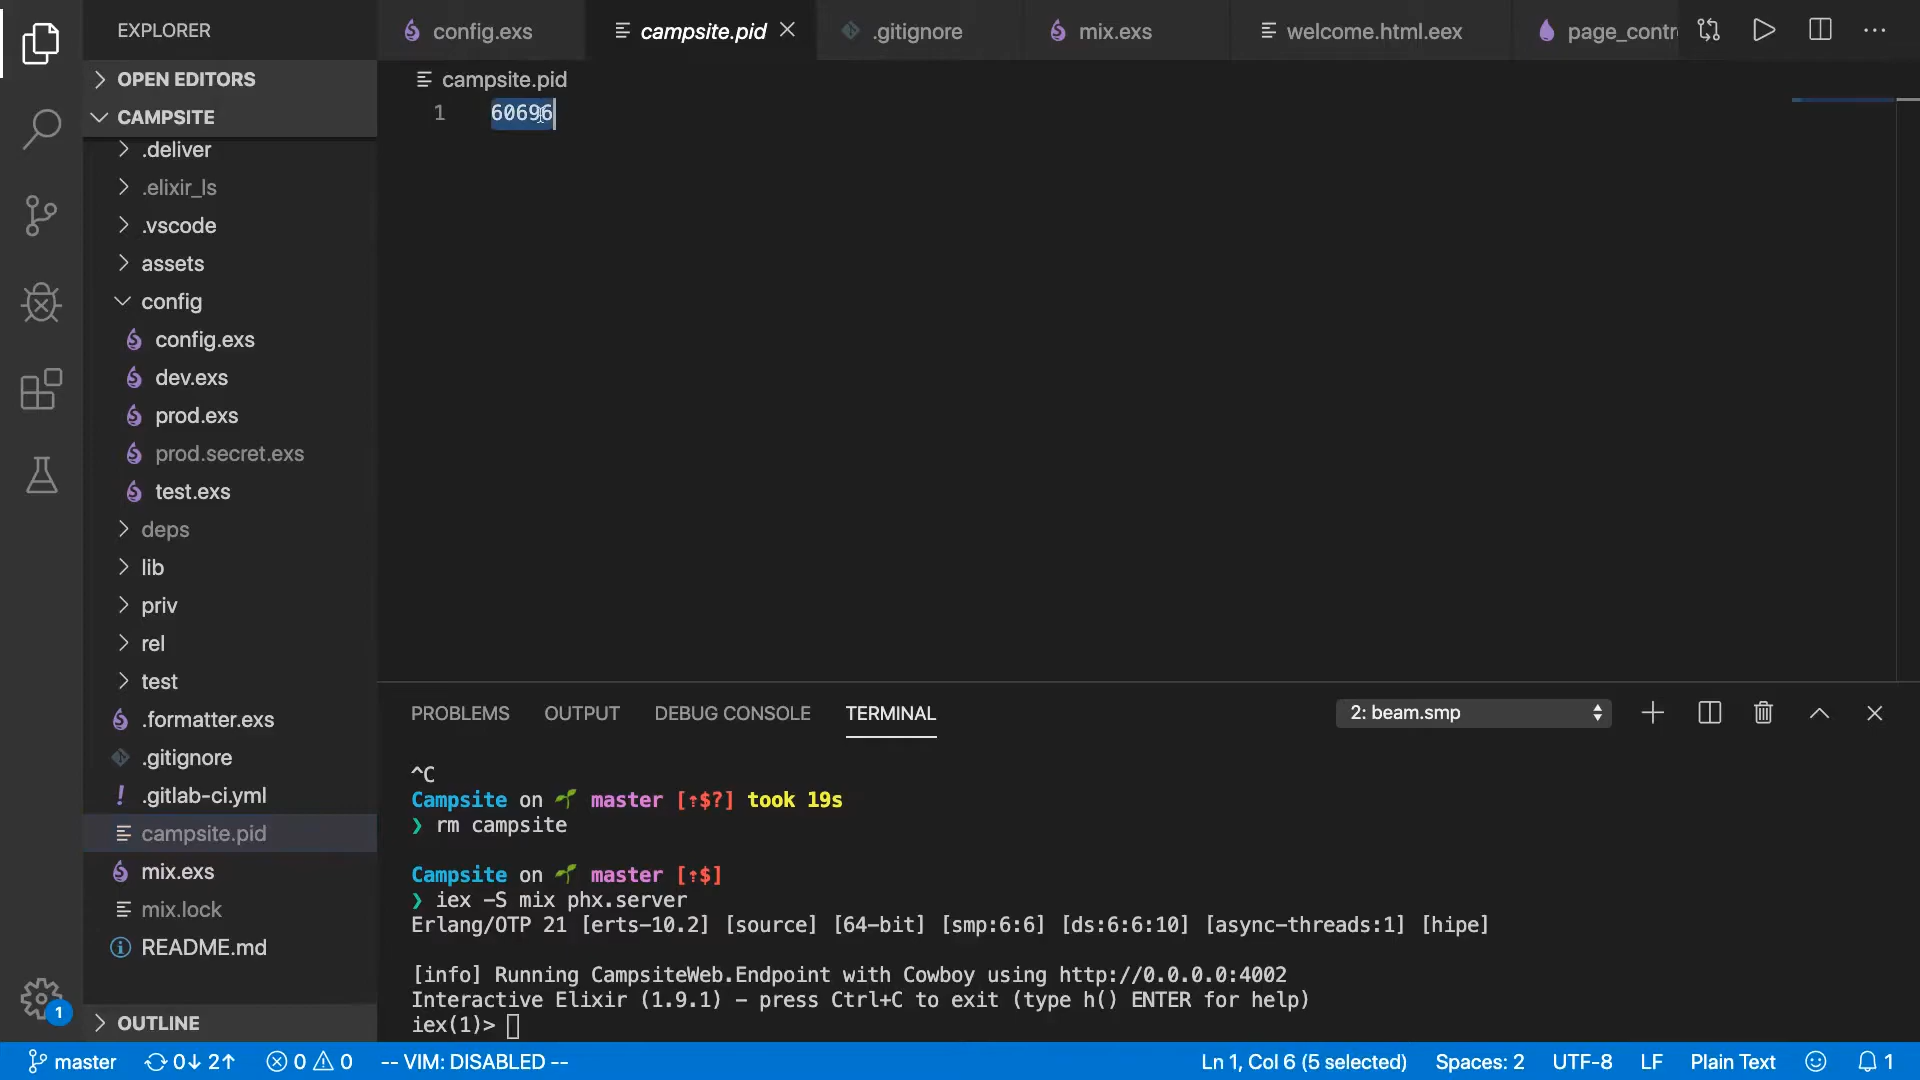 EXPLORER
OPEN EDITORS
CAMPSITE
.deliver
.elixir_ls
.vscode
assets
config
config.exs
dev.exs
prod.exs
prod.secret.exs
test.exs
deps
lib
priv
rel
test
.formatter.exs
.gitignore
.gitlab-ci.yml
campsite.pid
mix.exs
mix.lock
README.md
OUTLINE
1
config.exs campsite.pid .gitignore mix.exs welcome.html.eex page_contr
campsite.pid
1 60696
PROBLEMS OUTPUT DEBUG CONSOLE TERMINAL 2: beam.smp
^C
Campsite on master [⇡$?] took 19s
❯ rm campsite
Campsite on master [⇡$]
❯ iex -S mix phx.server
Erlang/OTP 21 [erts-10.2] [source] [64-bit] [smp:6:6] [ds:6:6:10] [async-threads:1] [hipe]
[info] Running CampsiteWeb.Endpoint with Cowboy using http://0.0.0.0:4002
Interactive Elixir (1.9.1) - press Ctrl+C to exit (type h() ENTER for help)
iex(1)>
master 0↓ 2↑ 0 0 -- VIM: DISABLED -- Ln 1, Col 6 (5 selected) Spaces: 2 UTF-8 LF Plain Text 1